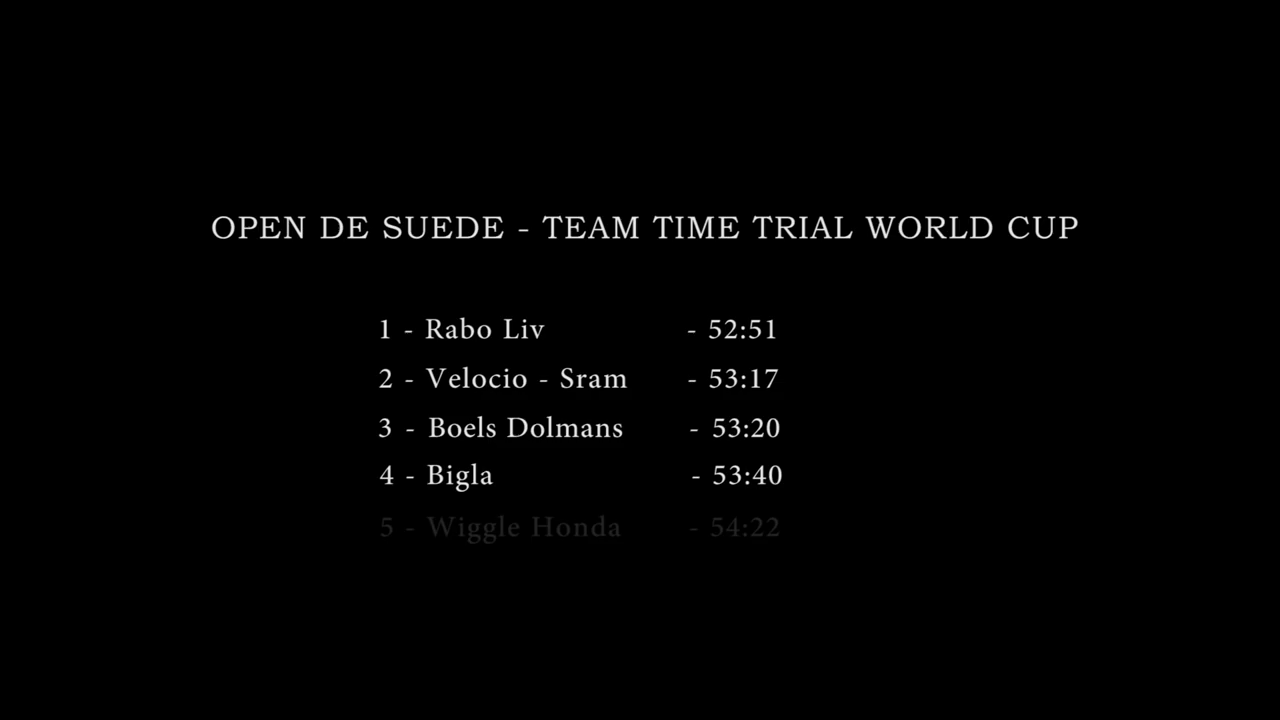 OPEN DE SUEDE - TEAM TIME TRIAL WORLD CUP
1 - Rabo Liv - 52:51
2 - Velocio - Sram - 53:17
3 - Boels Dolmans - 53:20
4 - Bigla - 53:40
5 - Wiggle Honda - 54:22